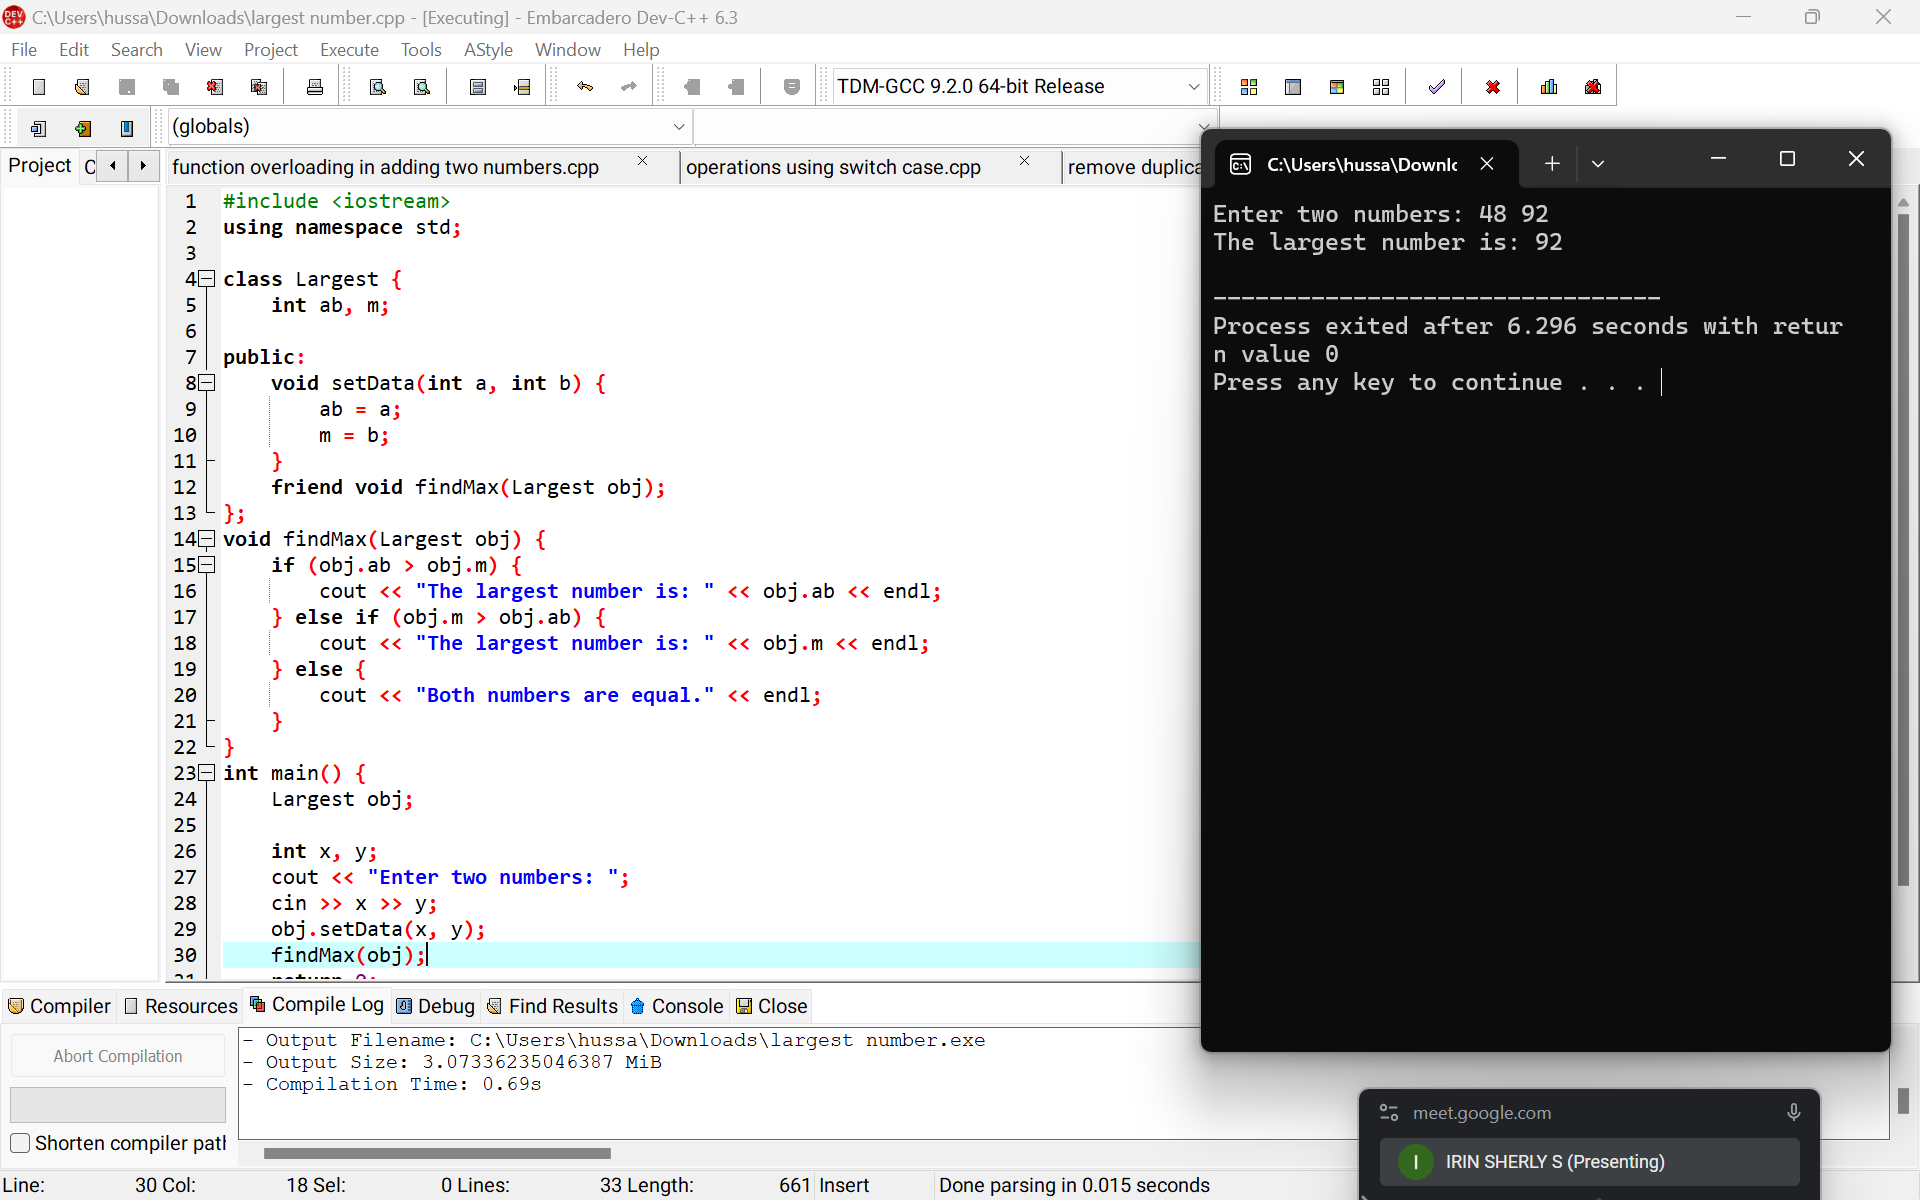 C:\Users\hussa\Downloads\largest number.cpp - [Executing] - Embarcadero Dev-C++ 6.3
File Edit Search View Project Execute Tools AStyle Window Help
TDM-GCC 9.2.0 64-bit Release
(globals)
Project
function overloading in adding two numbers.cpp
operations using switch case.cpp
remove duplica
1 #include <iostream>
2 using namespace std;
3
4 class Largest {
5 int ab, m;
6
7 public:
8 void setData(int a, int b) {
9 ab = a;
10 m = b;
11 }
12 friend void findMax(Largest obj);
13 };
14 void findMax(Largest obj) {
15 if (obj.ab > obj.m) {
16 cout << "The largest number is: " << obj.ab << endl;
17 } else if (obj.m > obj.ab) {
18 cout << "The largest number is: " << obj.m << endl;
19 } else {
20 cout << "Both numbers are equal." << endl;
21 }
22 }
23 int main() {
24 Largest obj;
25
26 int x, y;
27 cout << "Enter two numbers: ";
28 cin >> x >> y;
29 obj.setData(x, y);
30 findMax(obj);
C:\Users\hussa\Downlc
Enter two numbers: 48 92
The largest number is: 92
--------------------------------
Process exited after 6.296 seconds with retur
n value 0
Press any key to continue . . .
Compiler Resources Compile Log Debug Find Results Console Close
Abort Compilation
Shorten compiler path
- Output Filename: C:\Users\hussa\Downloads\largest number.exe
- Output Size: 3.07336235046387 MiB
- Compilation Time: 0.69s
meet.google.com
I IRIN SHERLY S (Presenting)
Line: 30 Col: 18 Sel: 0 Lines: 33 Length: 661 Insert Done parsing in 0.015 seconds